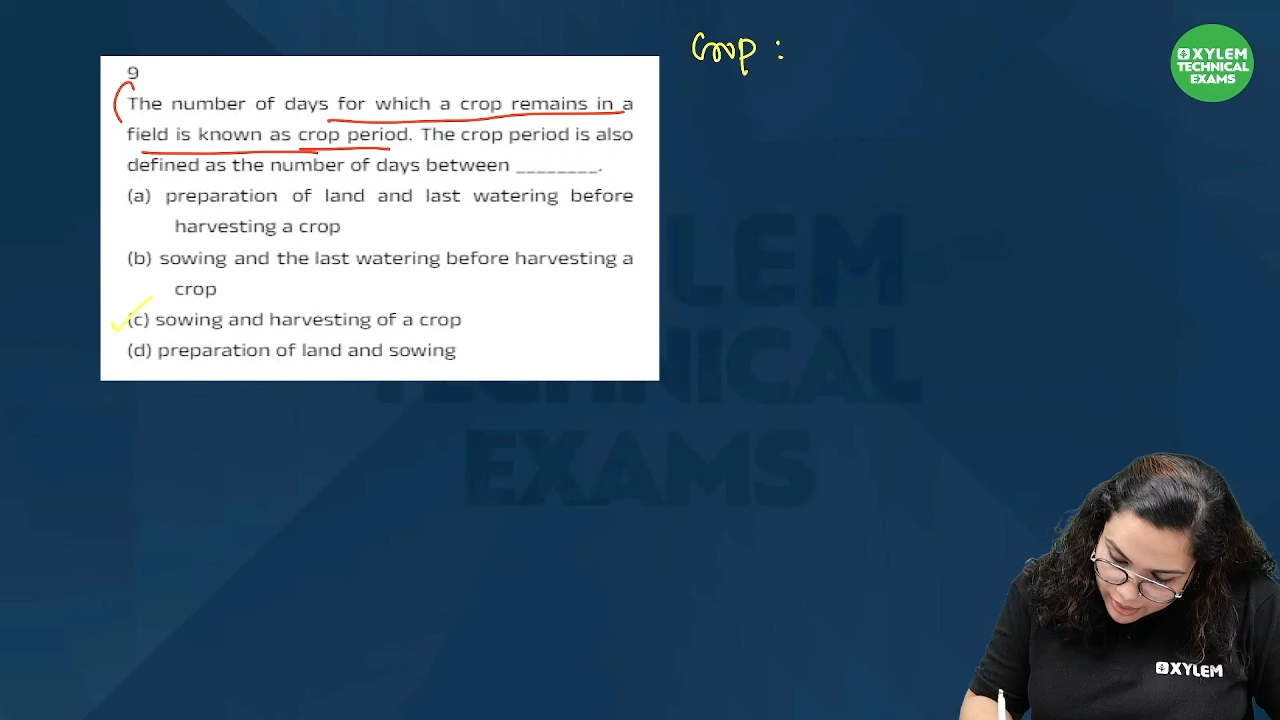 Crop :
XYLEM
TECHNICAL
EXAMS
9
The number of days for which a crop remains in a
field is known as crop period. The crop period is also
defined as the number of days between ________.
(a) preparation of land and last watering before
harvesting a crop
(b) sowing and the last watering before harvesting a
crop
(c) sowing and harvesting of a crop
(d) preparation of land and sowing
XYLEM
TECHNICAL
EXAMS
XYLEM